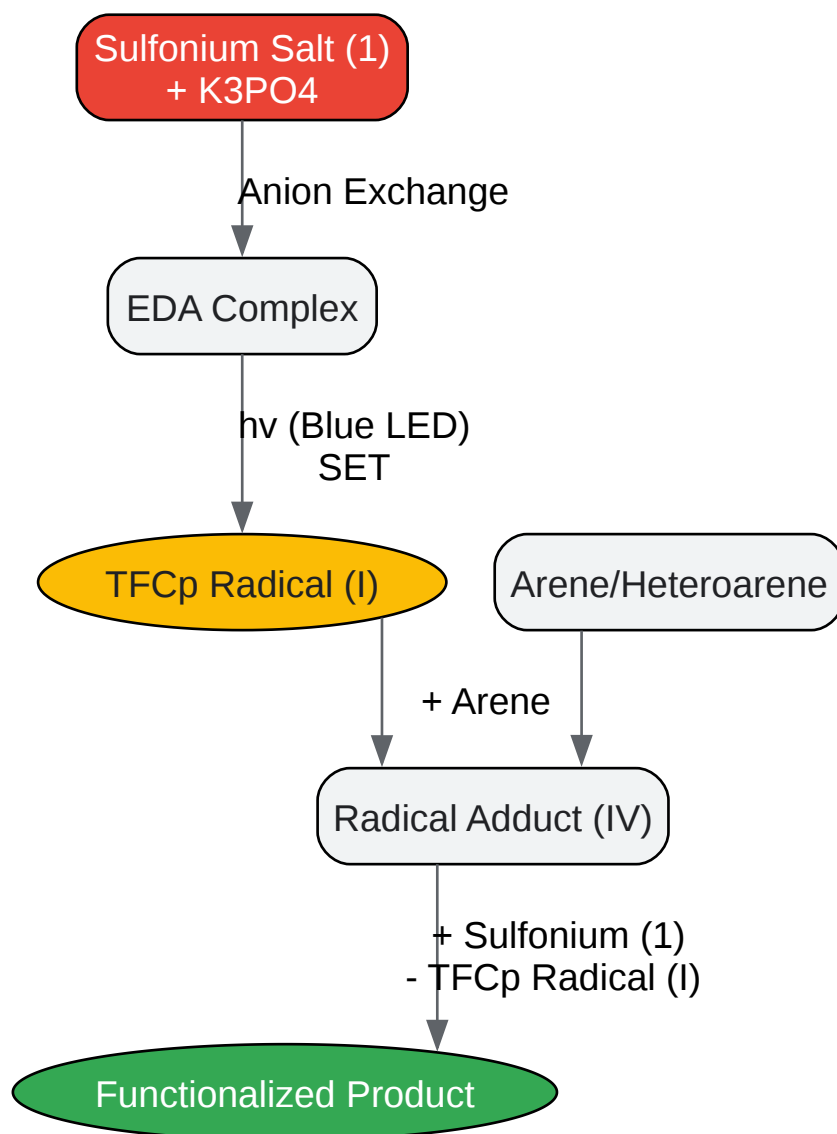 Sulfonium Salt (1)
+ K3PO4
Anion Exchange
EDA Complex
hv (Blue LED)
SET
TFCp Radical (I)
Arene/Heteroarene
+ Arene
Radical Adduct (IV)
+ Sulfonium (1)
- TFCp Radical (I)
Functionalized Product